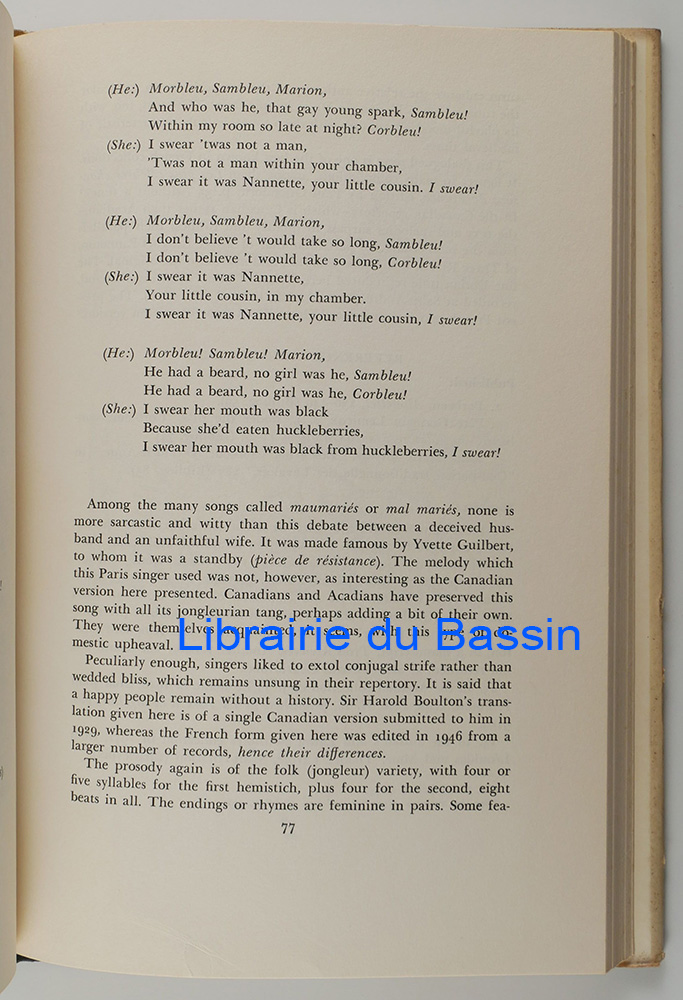 (He:) Morbleu, Sambleu, Marion,
And who was he, that gay young spark, Sambleu!
Within my room so late at night? Corbleu!
(She:) I swear 'twas not a man,
'Twas not a man within your chamber,
I swear it was Nannette, your little cousin. I swear!
(He:) Morbleu, Sambleu, Marion,
I don't believe 't would take so long, Sambleu!
I don't believe 't would take so long, Corbleu!
(She:) I swear it was Nannette,
Your little cousin, in my chamber.
I swear it was Nannette, your little cousin, I swear!
(He:) Morbleu! Sambleu! Marion,
He had a beard, no girl was he, Sambleu!
He had a beard, no girl was he, Corbleu!
(She:) I swear her mouth was black
Because she'd eaten huckleberries,
I swear her mouth was black from huckleberries, I swear!
Among the many songs called maumariés or mal mariés, none is
more sarcastic and witty than this debate between a deceived hus-
band and an unfaithful wife. It was made famous by Yvette Guilbert,
to whom it was a standby (pièce de résistance). The melody which
this Paris singer used was not, however, as interesting as the Canadian
version here presented. Canadians and Acadians have preserved this
song with all its jongleurian tang, perhaps adding a bit of their own.
They were themselves acquainted, it seems, with this type of do-
mestic upheaval.
Librairie du Bassin
Peculiarly enough, singers liked to extol conjugal strife rather than
wedded bliss, which remains unsung in their repertory. It is said that
a happy people remain without a history. Sir Harold Boulton's trans-
lation given here is of a single Canadian version submitted to him in
1929, whereas the French form given here was edited in 1946 from a
larger number of records, hence their differences.
The prosody again is of the folk (jongleur) variety, with four or
five syllables for the first hemistich, plus four for the second, eight
beats in all. The endings or rhymes are feminine in pairs. Some fea-
77